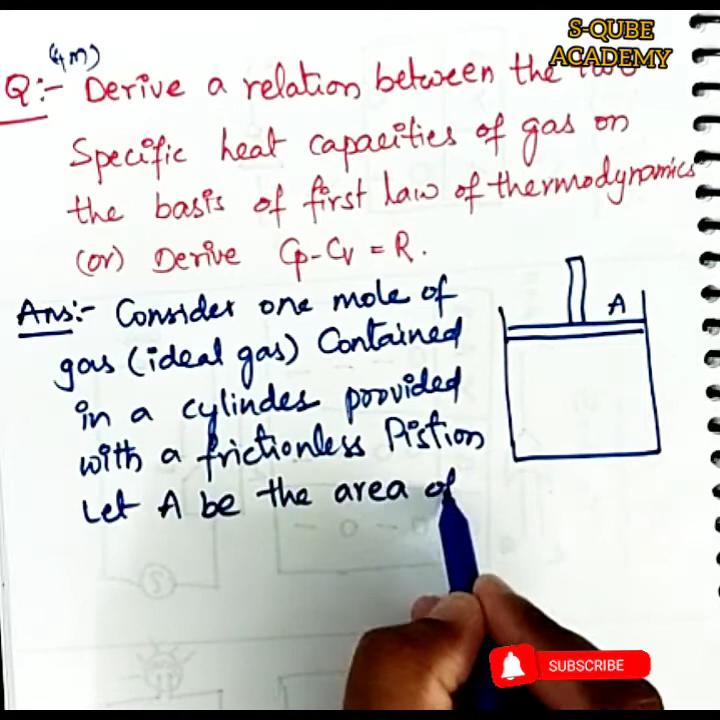 S-QUBE
ACADEMY
(4m)
Q:- Derive a relation between the two
Specific heat capacities of gas on
the basis of first law of thermodynamics
(or) Derive Cp-Cv = R.
Ans:- Consider one mole of
gas (ideal gas) Contained
in a cylinder provided
with a frictionless Pistion
Let A be the area of
A
SUBSCRIBE